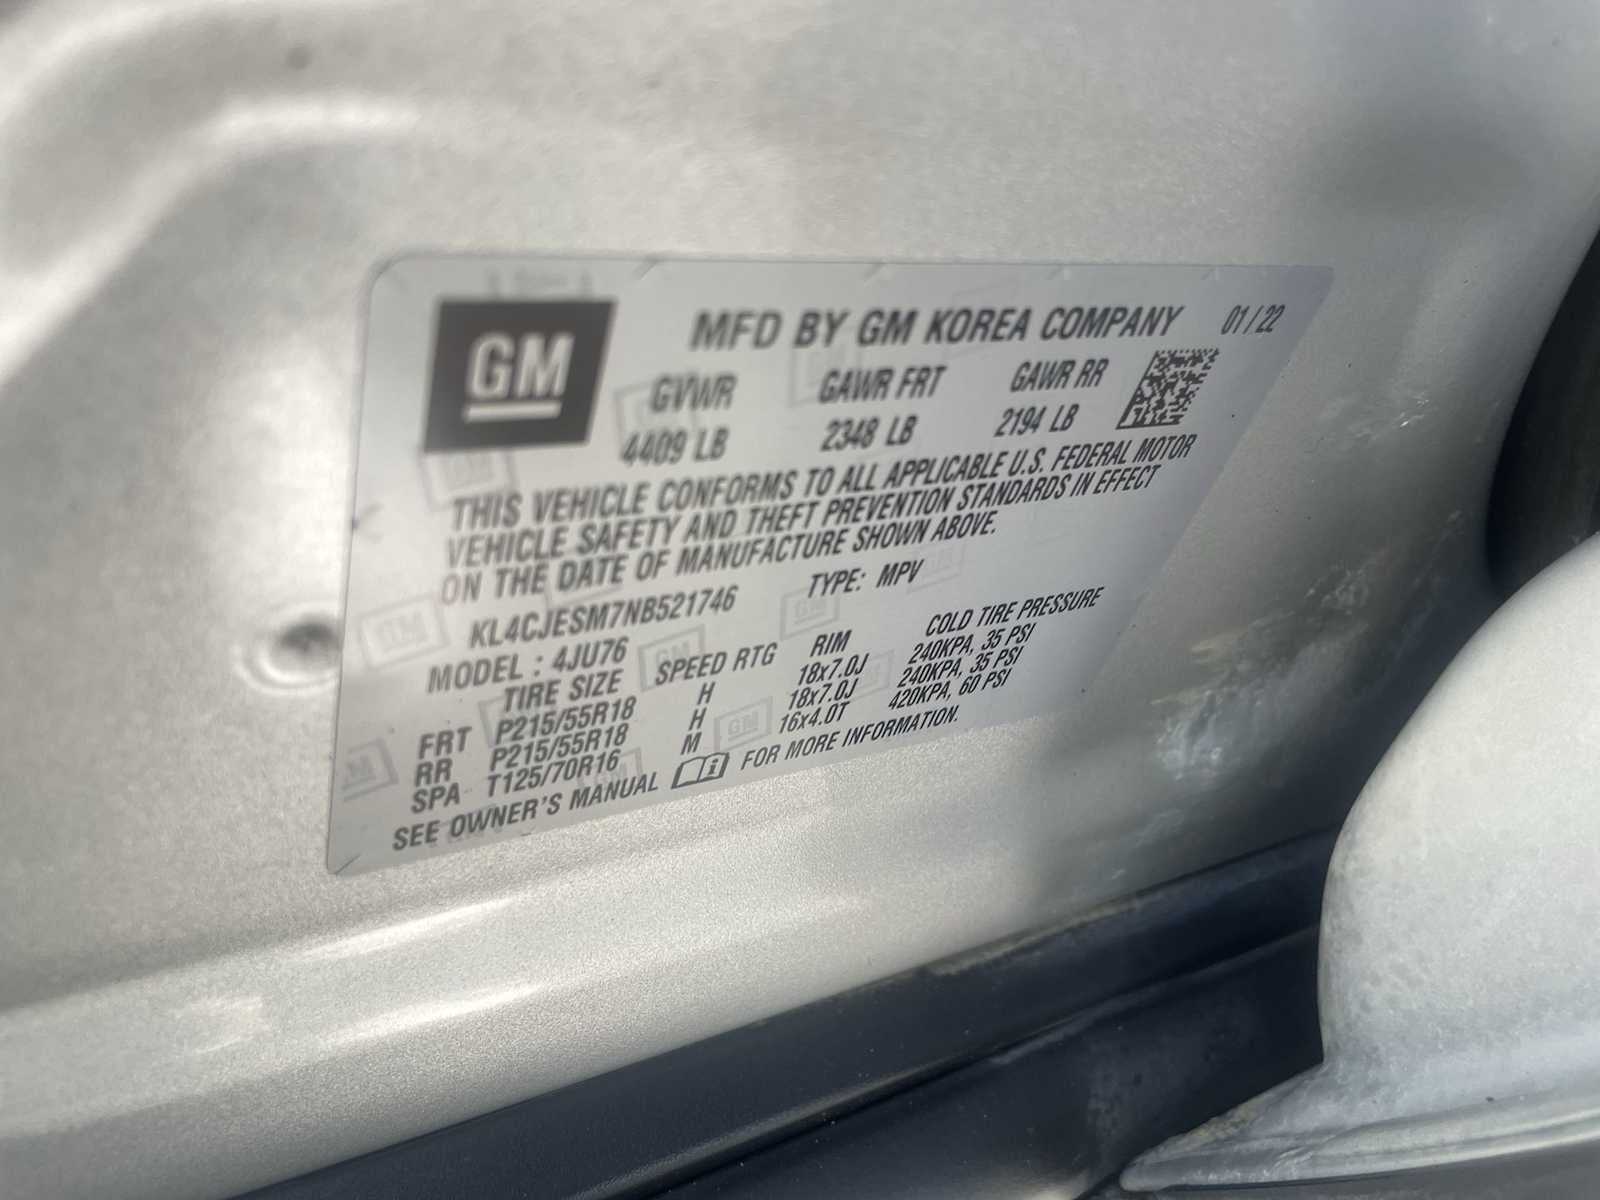 GM
MFD BY GM KOREA COMPANY 01/22
GVWR GAWR FRT GAWR RR
4409 LB 2348 LB 2194 LB
THIS VEHICLE CONFORMS TO ALL APPLICABLE U.S. FEDERAL MOTOR
VEHICLE SAFETY AND THEFT PREVENTION STANDARDS IN EFFECT
ON THE DATE OF MANUFACTURE SHOWN ABOVE.
KL4CJESM7NB521746 TYPE: MPV
MODEL : 4JU76
TIRE SIZE SPEED RTG RIM COLD TIRE PRESSURE
FRT P215/55R18 H 18x7.0J 240KPA, 35 PSI
RR P215/55R18 H 18x7.0J 240KPA, 35 PSI
SPA T125/70R16 M 16x4.0T 420KPA, 60 PSI
SEE OWNER'S MANUAL FOR MORE INFORMATION.